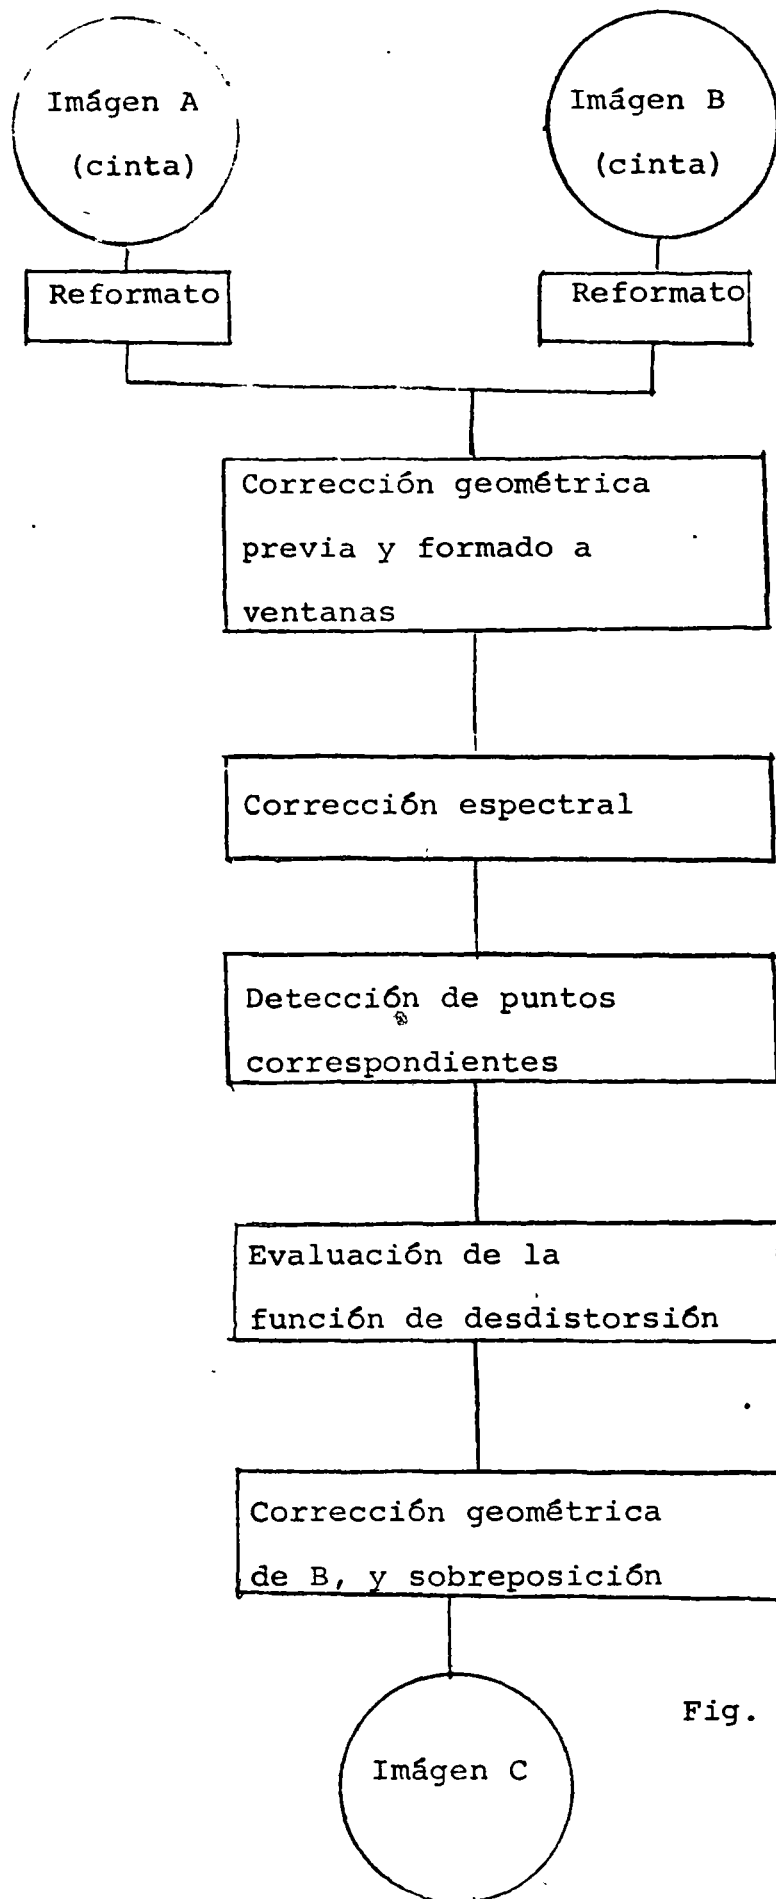 Imágen A
(cinta)
Imágen B
(cinta)
Reformato
Reformato
Corrección geométrica
previa y formado a
ventanas
Corrección espectral
Detección de puntos
correspondientes
Evaluación de la
función de desdistorsión
Corrección geométrica
de B, y sobreposición
Fig.
Imágen C